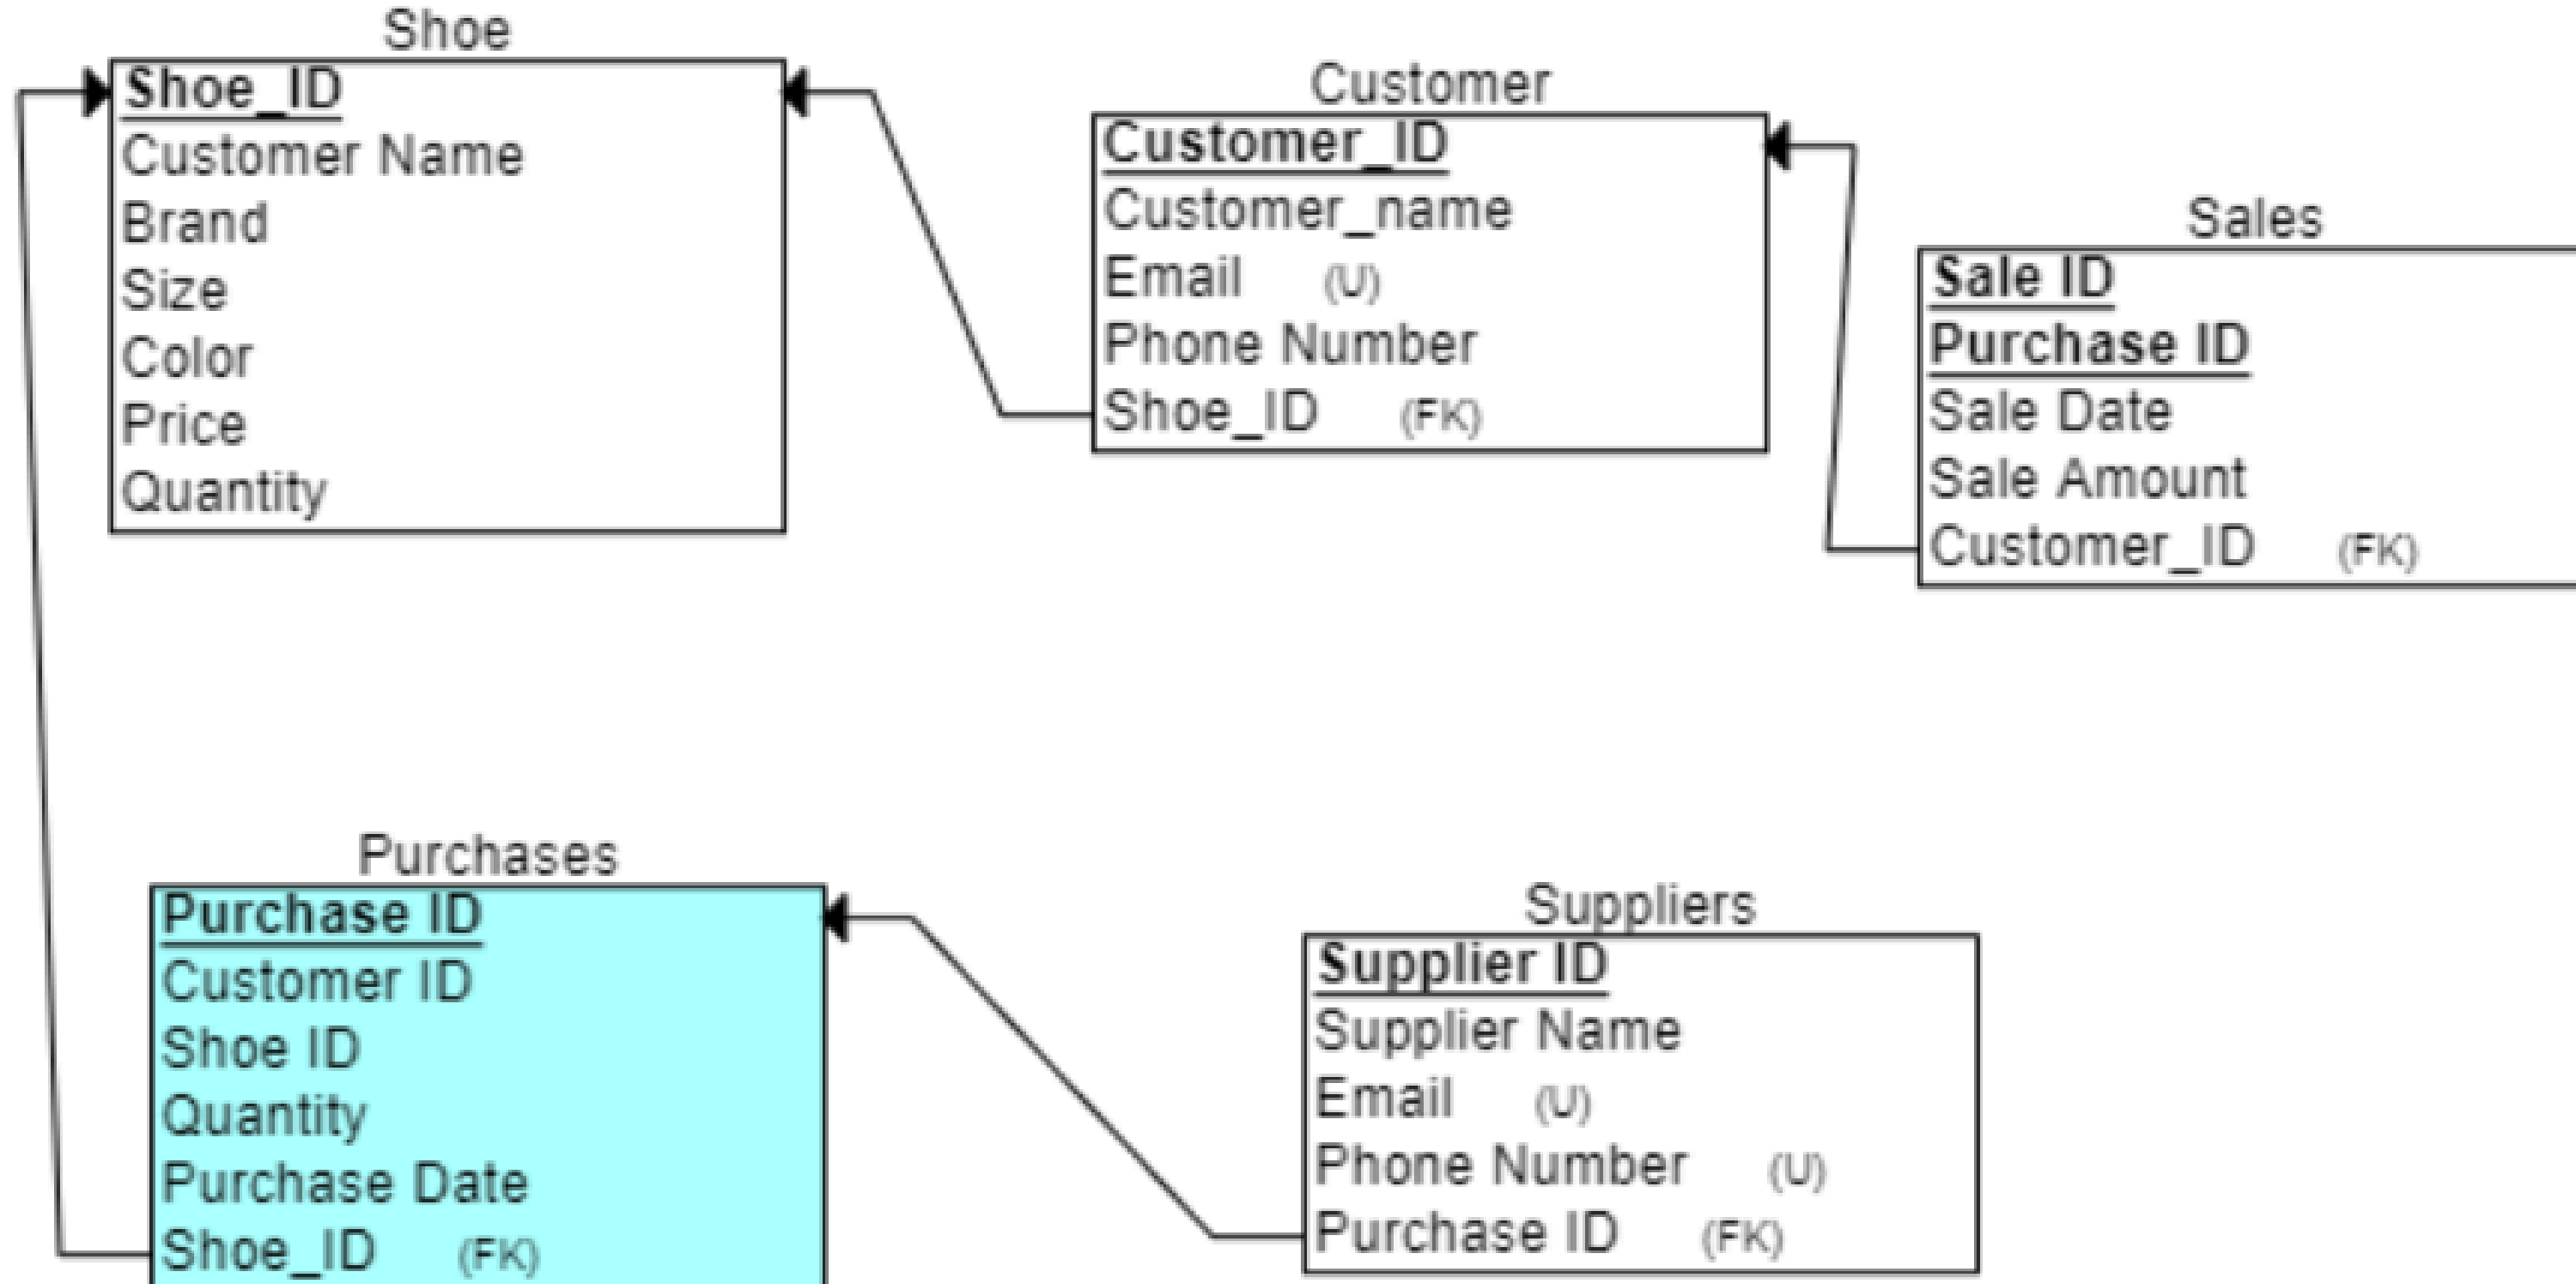 Shoe
Shoe_ID
Customer Name
Brand
Size
Color
Price
Quantity
Customer
Customer_ID
Customer_name
Email (U)
Phone Number
Shoe_ID (FK)
Sales
Sale ID
Purchase ID
Sale Date
Sale Amount
Customer_ID (FK)
Purchases
Purchase ID
Customer ID
Shoe ID
Quantity
Purchase Date
Shoe_ID (FK)
Suppliers
Supplier ID
Supplier Name
Email (U)
Phone Number (U)
Purchase ID (FK)